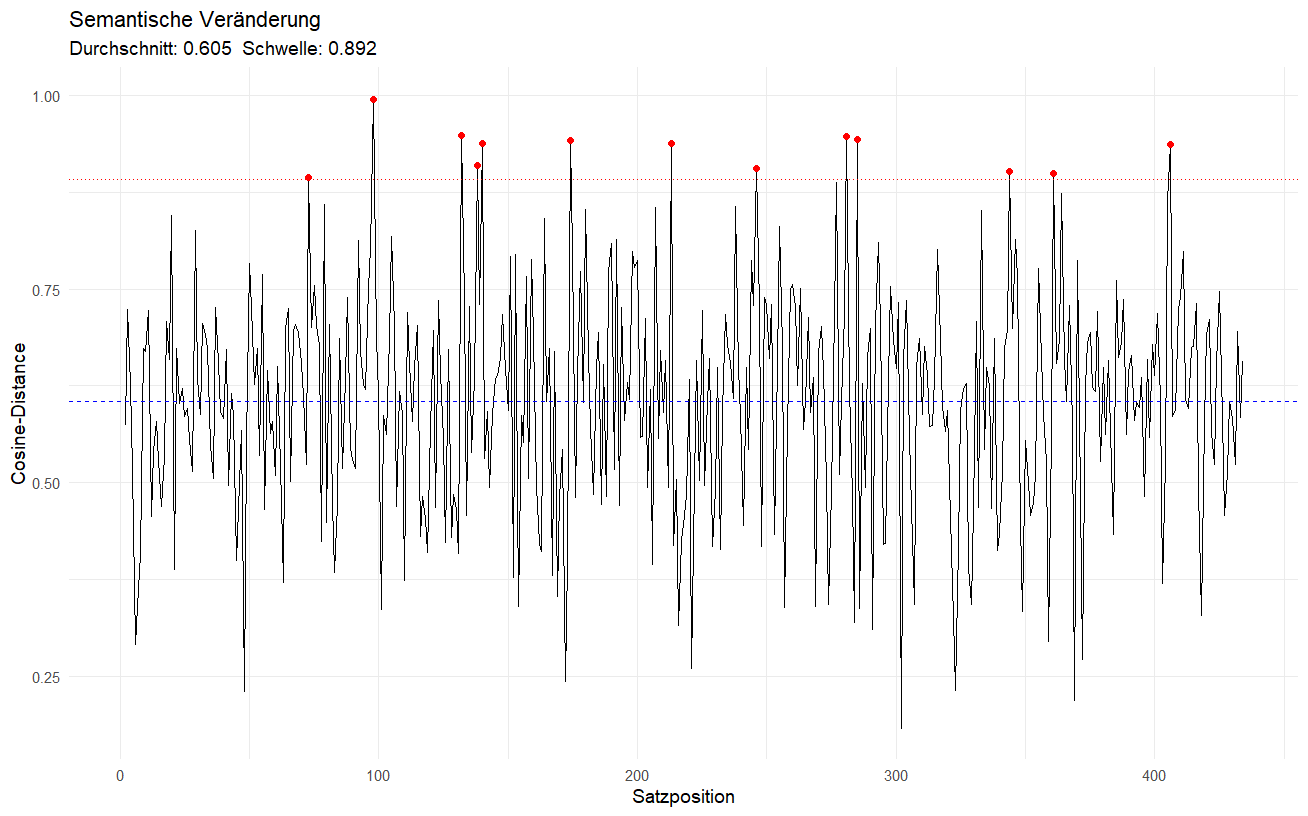 Semantische Veränderung
Durchschnitt: 0.605  Schwelle: 0.892
1.00
0.75
0.50
0.25
Cosine-Distance
0
100
200
300
400
Satzposition